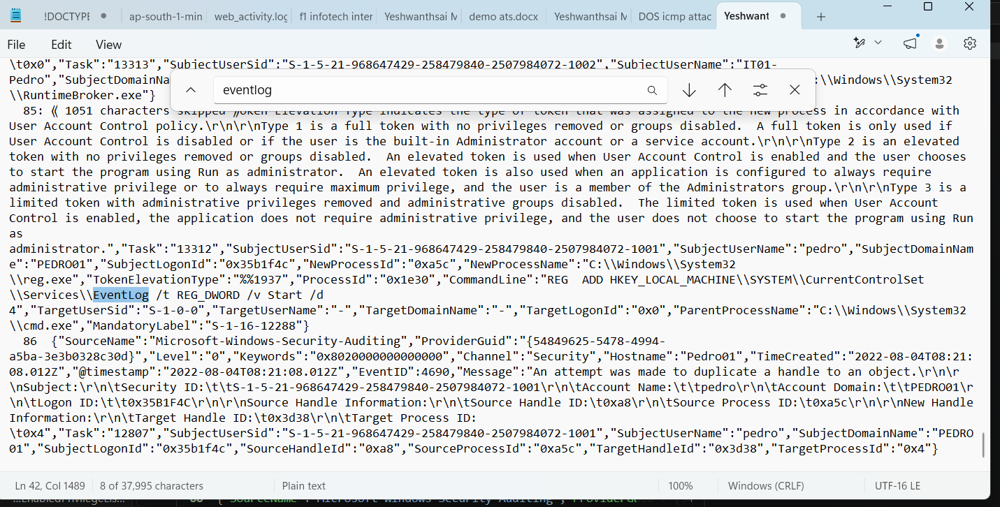 !DOCTYPE
ap-south-1-min
web_activity.log
f1 infotech inter
Yeshwanthsai M
demo ats.docx
Yeshwanthsai M
DOS icmp attac
Yeshwant
File
Edit
View
\t0x0","Task":"13313","SubjectUserSid":"S-1-5-21-968647429-258479840-2507984072-1002","SubjectUserName":"IT01-
Pedro","SubjectDomainNa
:\\Windows\\System32
eventlog
\\RuntimeBroker.exe"}
85: ⟪ 1051 characters skipped ⟫oken Elevation Type indicates the type of token that was assigned to the new process in accordance with
User Account Control policy.\r\n\r\nType 1 is a full token with no privileges removed or groups disabled.  A full token is only used if
User Account Control is disabled or if the user is the built-in Administrator account or a service account.\r\n\r\nType 2 is an elevated
token with no privileges removed or groups disabled.  An elevated token is used when User Account Control is enabled and the user chooses
to start the program using Run as administrator.  An elevated token is also used when an application is configured to always require
administrative privilege or to always require maximum privilege, and the user is a member of the Administrators group.\r\n\r\nType 3 is a
limited token with administrative privileges removed and administrative groups disabled.  The limited token is used when User Account
Control is enabled, the application does not require administrative privilege, and the user does not choose to start the program using Run
as
administrator.","Task":"13312","SubjectUserSid":"S-1-5-21-968647429-258479840-2507984072-1001","SubjectUserName":"pedro","SubjectDomainNam
e":"PEDRO01","SubjectLogonId":"0x35b1f4c","NewProcessId":"0xa5c","NewProcessName":"C:\\Windows\\System32
\\reg.exe","TokenElevationType":"%%1937","ProcessId":"0x1e30","CommandLine":"REG  ADD HKEY_LOCAL_MACHINE\\SYSTEM\\CurrentControlSet
\\Services\\EventLog /t REG_DWORD /v Start /d
4","TargetUserSid":"S-1-0-0","TargetUserName":"-","TargetDomainName":"-","TargetLogonId":"0x0","ParentProcessName":"C:\\Windows\\System32
\\cmd.exe","MandatoryLabel":"S-1-16-12288"}
86  {"SourceName":"Microsoft-Windows-Security-Auditing","ProviderGuid":"{54849625-5478-4994-
a5ba-3e3b0328c30d}","Level":"0","Keywords":"0x8020000000000000","Channel":"Security","Hostname":"Pedro01","TimeCreated":"2022-08-04T08:21:
08.012Z","@timestamp":"2022-08-04T08:21:08.012Z","EventID":4690,"Message":"An attempt was made to duplicate a handle to an object.\r\n\r
\nSubject:\r\n\tSecurity ID:\t\tS-1-5-21-968647429-258479840-2507984072-1001\r\n\tAccount Name:\t\tpedro\r\n\tAccount Domain:\t\tPEDRO01\r
\n\tLogon ID:\t\t0x35B1F4C\r\n\r\nSource Handle Information:\r\n\tSource Handle ID:\t0xa8\r\n\tSource Process ID:\t0xa5c\r\n\r\nNew Handle
Information:\r\n\tTarget Handle ID:\t0x3d38\r\n\tTarget Process ID:
\t0x4","Task":"12807","SubjectUserSid":"S-1-5-21-968647429-258479840-2507984072-1001","SubjectUserName":"pedro","SubjectDomainName":"PEDRO
01","SubjectLogonId":"0x35b1f4c","SourceHandleId":"0xa8","SourceProcessId":"0xa5c","TargetHandleId":"0x3d38","TargetProcessId":"0x4"}
Ln 42, Col 1489
8 of 37,995 characters
Plain text
100%
Windows (CRLF)
UTF-16 LE